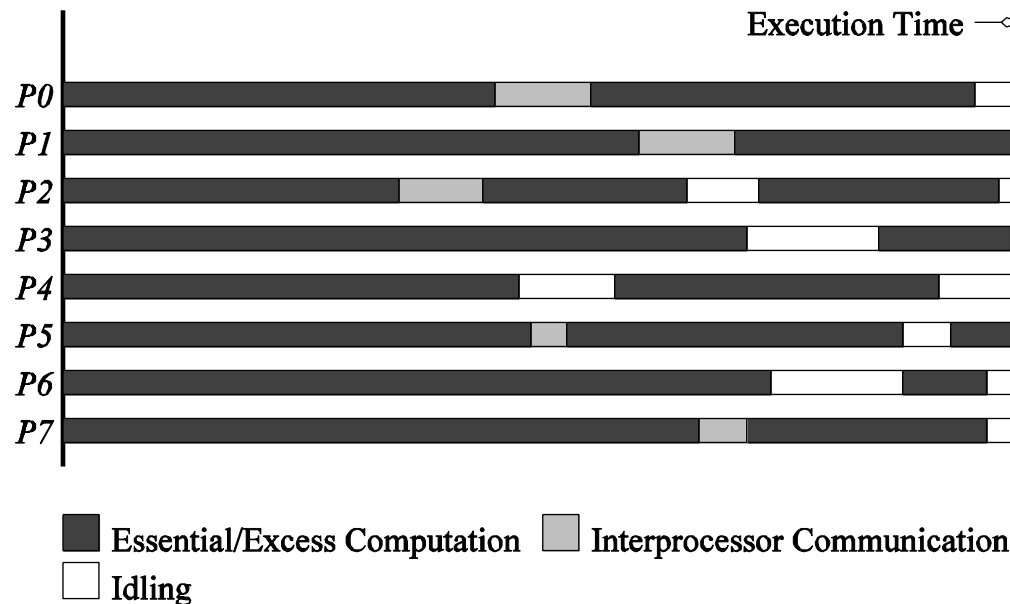 Execution Time
P0
P1
P2
P3
P4
P5
P6
P7
Essential/Excess Computation Interprocessor Communication
Idling